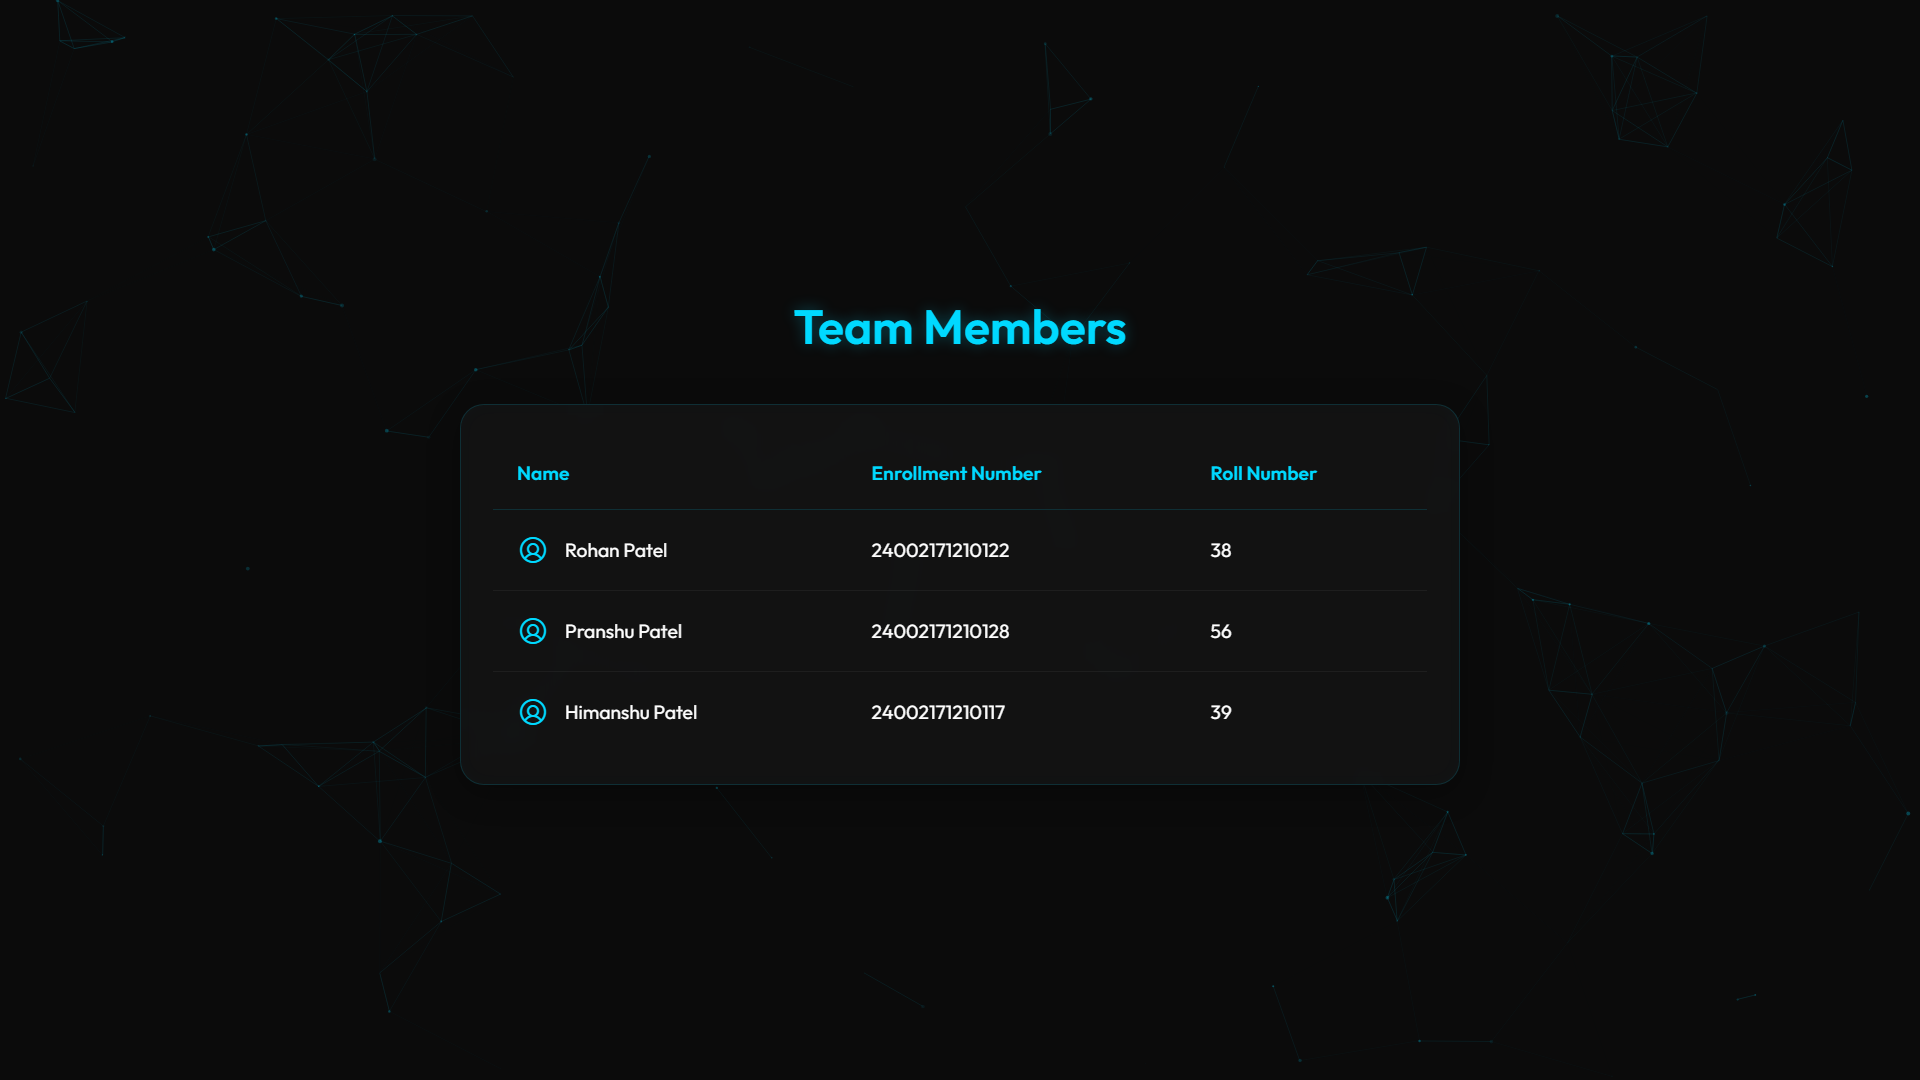 Team Members
Name Enrollment Number Roll Number
Rohan Patel 24002171210122 38
Pranshu Patel 24002171210128 56
Himanshu Patel 24002171210117 39